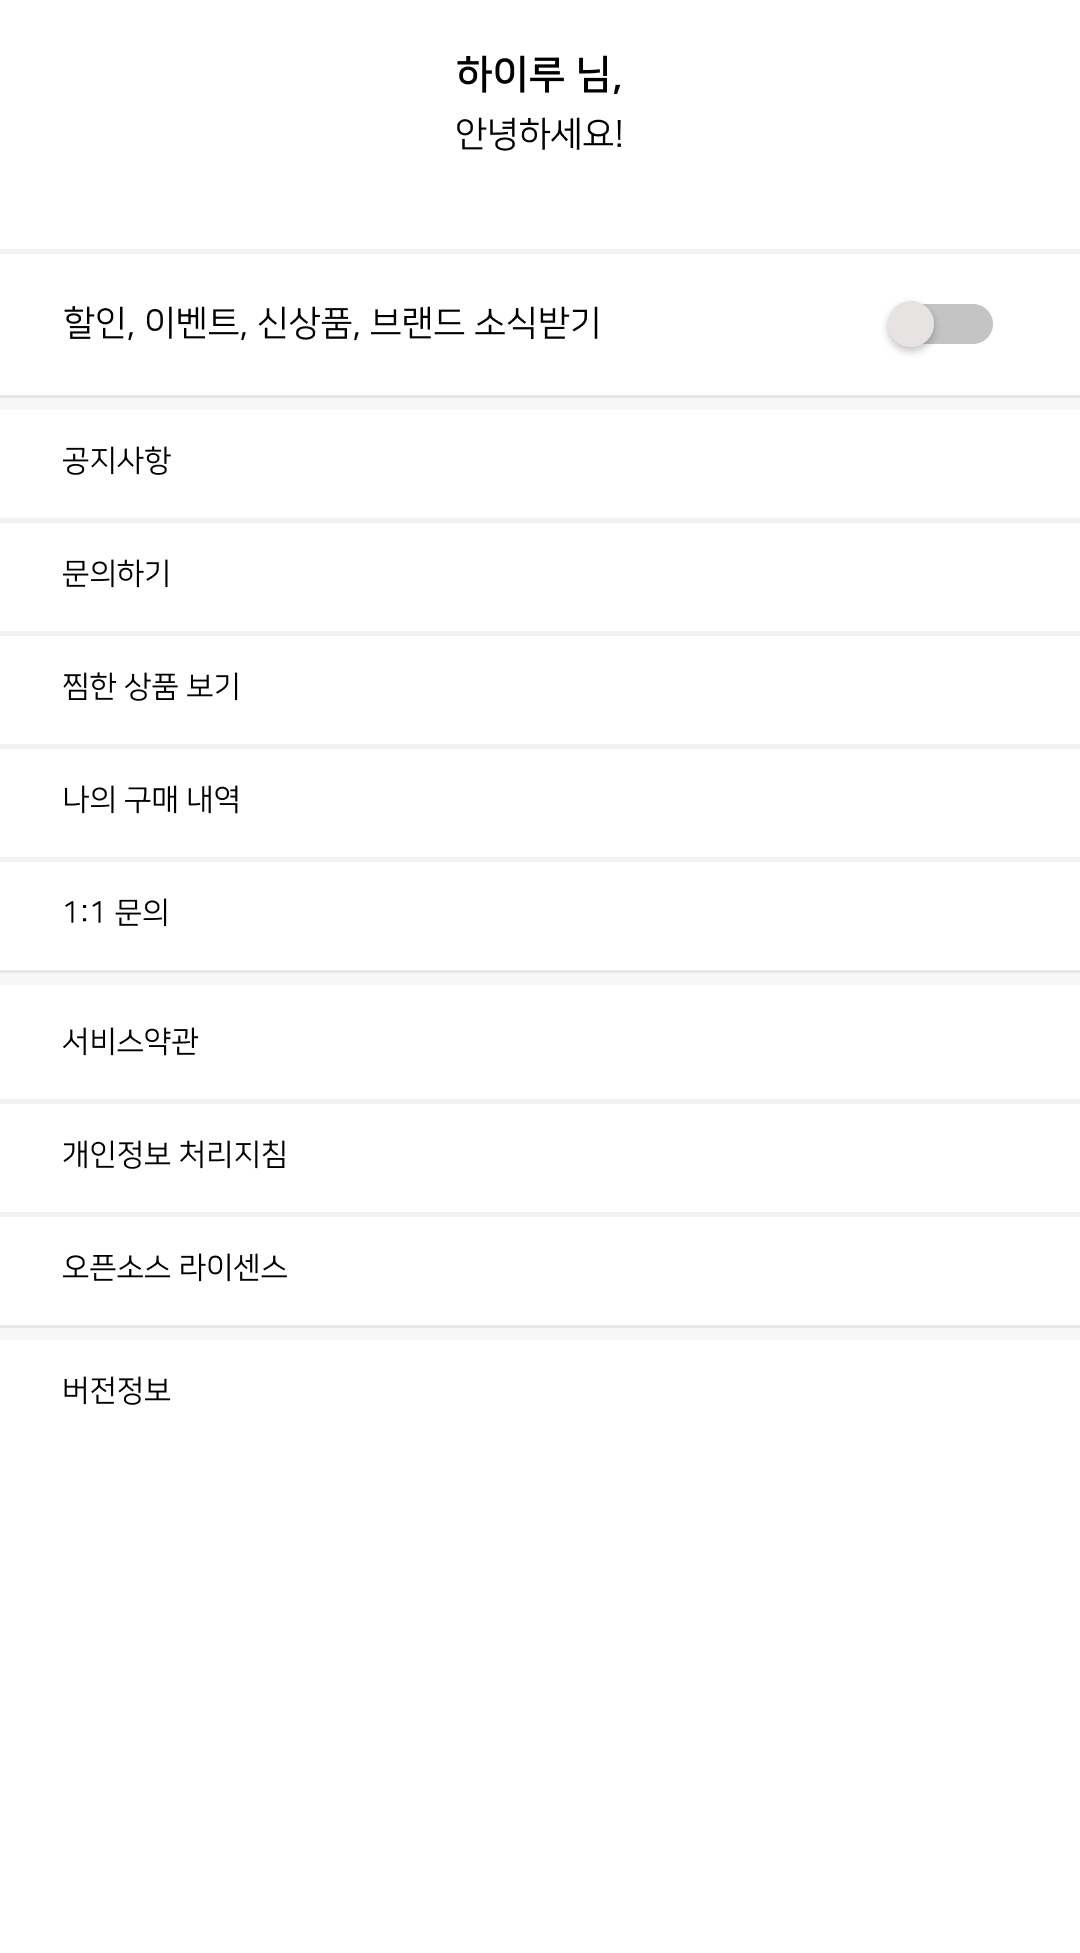 하이루 님,
안녕하세요!
할인, 이벤트, 신상품, 브랜드 소식받기
공지사항
문의하기
찜한 상품 보기
나의 구매 내역
1:1 문의
서비스약관
개인정보 처리지침
오픈소스 라이센스
버전정보